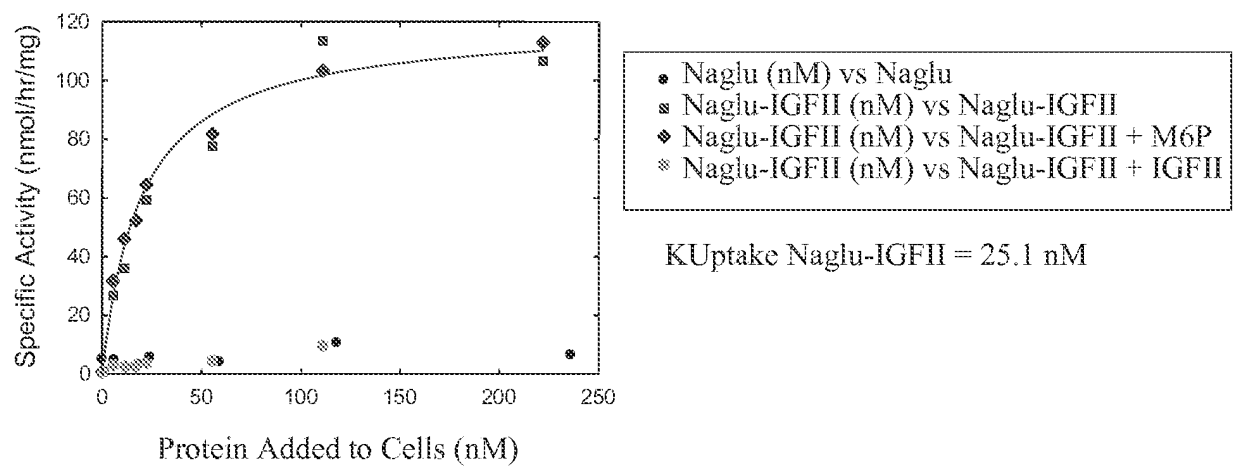 120
100
80
60
40
20
0
Specific Activity (nmol/hr/mg)
0 50 100 150 200 250
Protein Added to Cells (nM)
Naglu (nM) vs Naglu
Naglu-IGFII (nM) vs Naglu-IGFII
Naglu-IGFII (nM) vs Naglu-IGFII + M6P
Naglu-IGFII (nM) vs Naglu-IGFII + IGFII
KUptake Naglu-IGFII = 25.1 nM